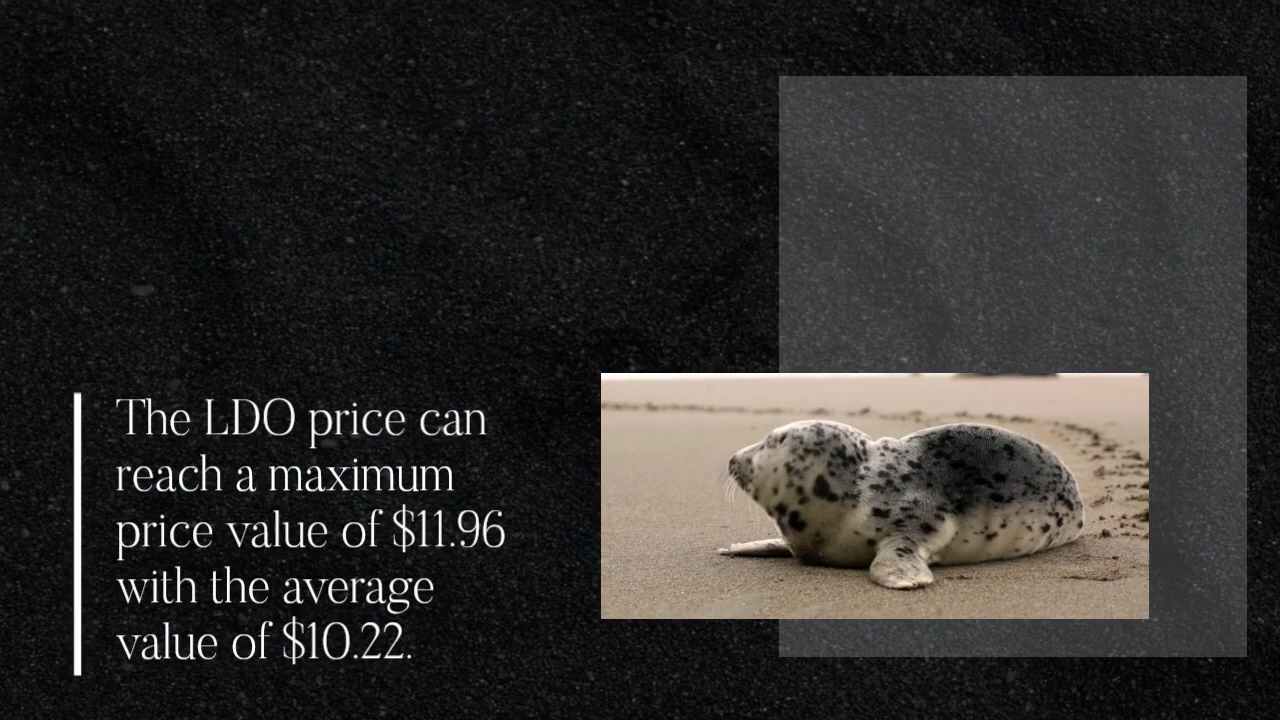 The LDO price can
reach a maximum
price value of $11.96
with the average
value of $10.22.